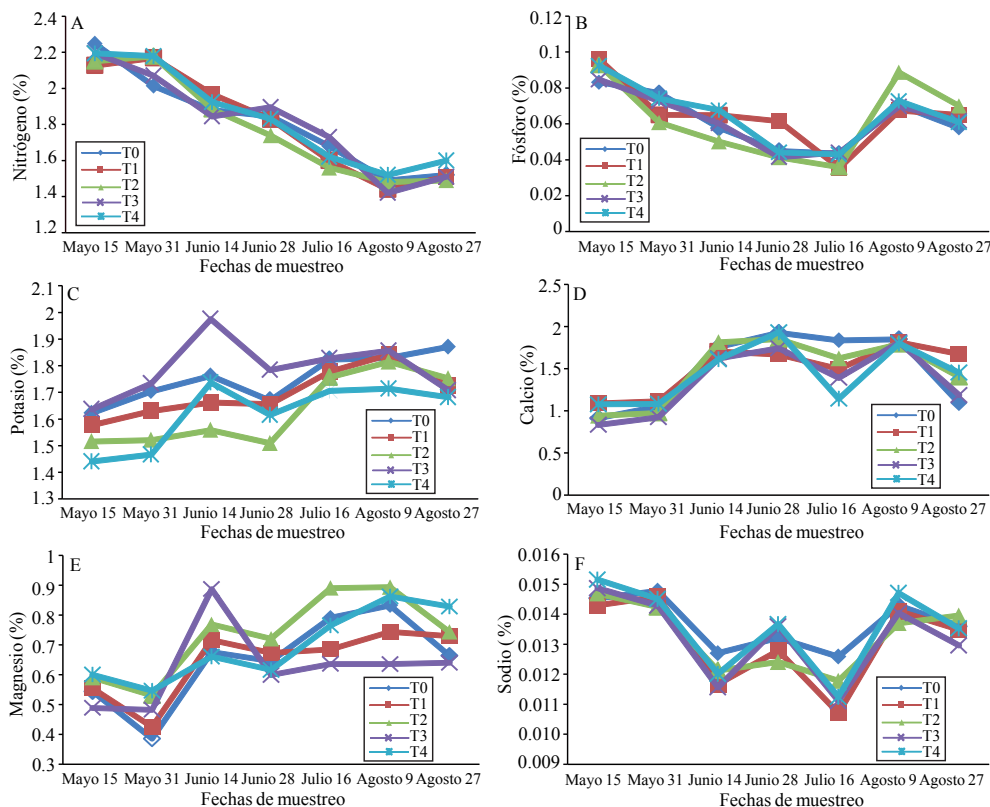 A
Nitrógeno (%)
2.4
2.2
2
1.8
1.6
1.4
1.2
T0
T1
T2
T3
T4
Mayo 15 Mayo 31 Junio 14 Junio 28 Julio 16 Agosto 9 Agosto 27
Fechas de muestreo
B
Fosforo (%)
0.12
0.1
0.08
0.06
0.04
0.02
0
T0
T1
T2
T3
T4
Mayo 15 Mayo 31 Junio 14 Junio 28 Julio 16 Agosto 9 Agosto 27
Fechas de muestreo
C
Potasio (%)
2.1
2
1.9
1.8
1.7
1.6
1.5
1.4
1.3
T0
T1
T2
T3
T4
Mayo 15 Mayo 31 Junio 14 Junio 28 Julio 16 Agosto 9 Agosto 27
Fechas de muestreo
D
Calcio (%)
2.5
2
1.5
1
0.5
0
T0
T1
T2
T3
T4
Mayo 15 Mayo 31 Junio 14 Junio 28 Julio 16 Agosto 9 Agosto 27
Fechas de muestreo
E
Magnesio (%)
1
0.9
0.8
0.7
0.6
0.5
0.4
0.3
T0
T1
T2
T3
T4
Mayo 15 Mayo 31 Junio 14 Junio 28 Julio 16 Agosto 9 Agosto 27
Fechas de muestreo
F
Sodio (%)
0.016
0.015
0.014
0.013
0.012
0.011
0.010
0.009
T0
T1
T2
T3
T4
Mayo 15 Mayo 31 Junio 14 Junio 28 Julio 16 Agosto 9 Agosto 27
Fechas de muestreo